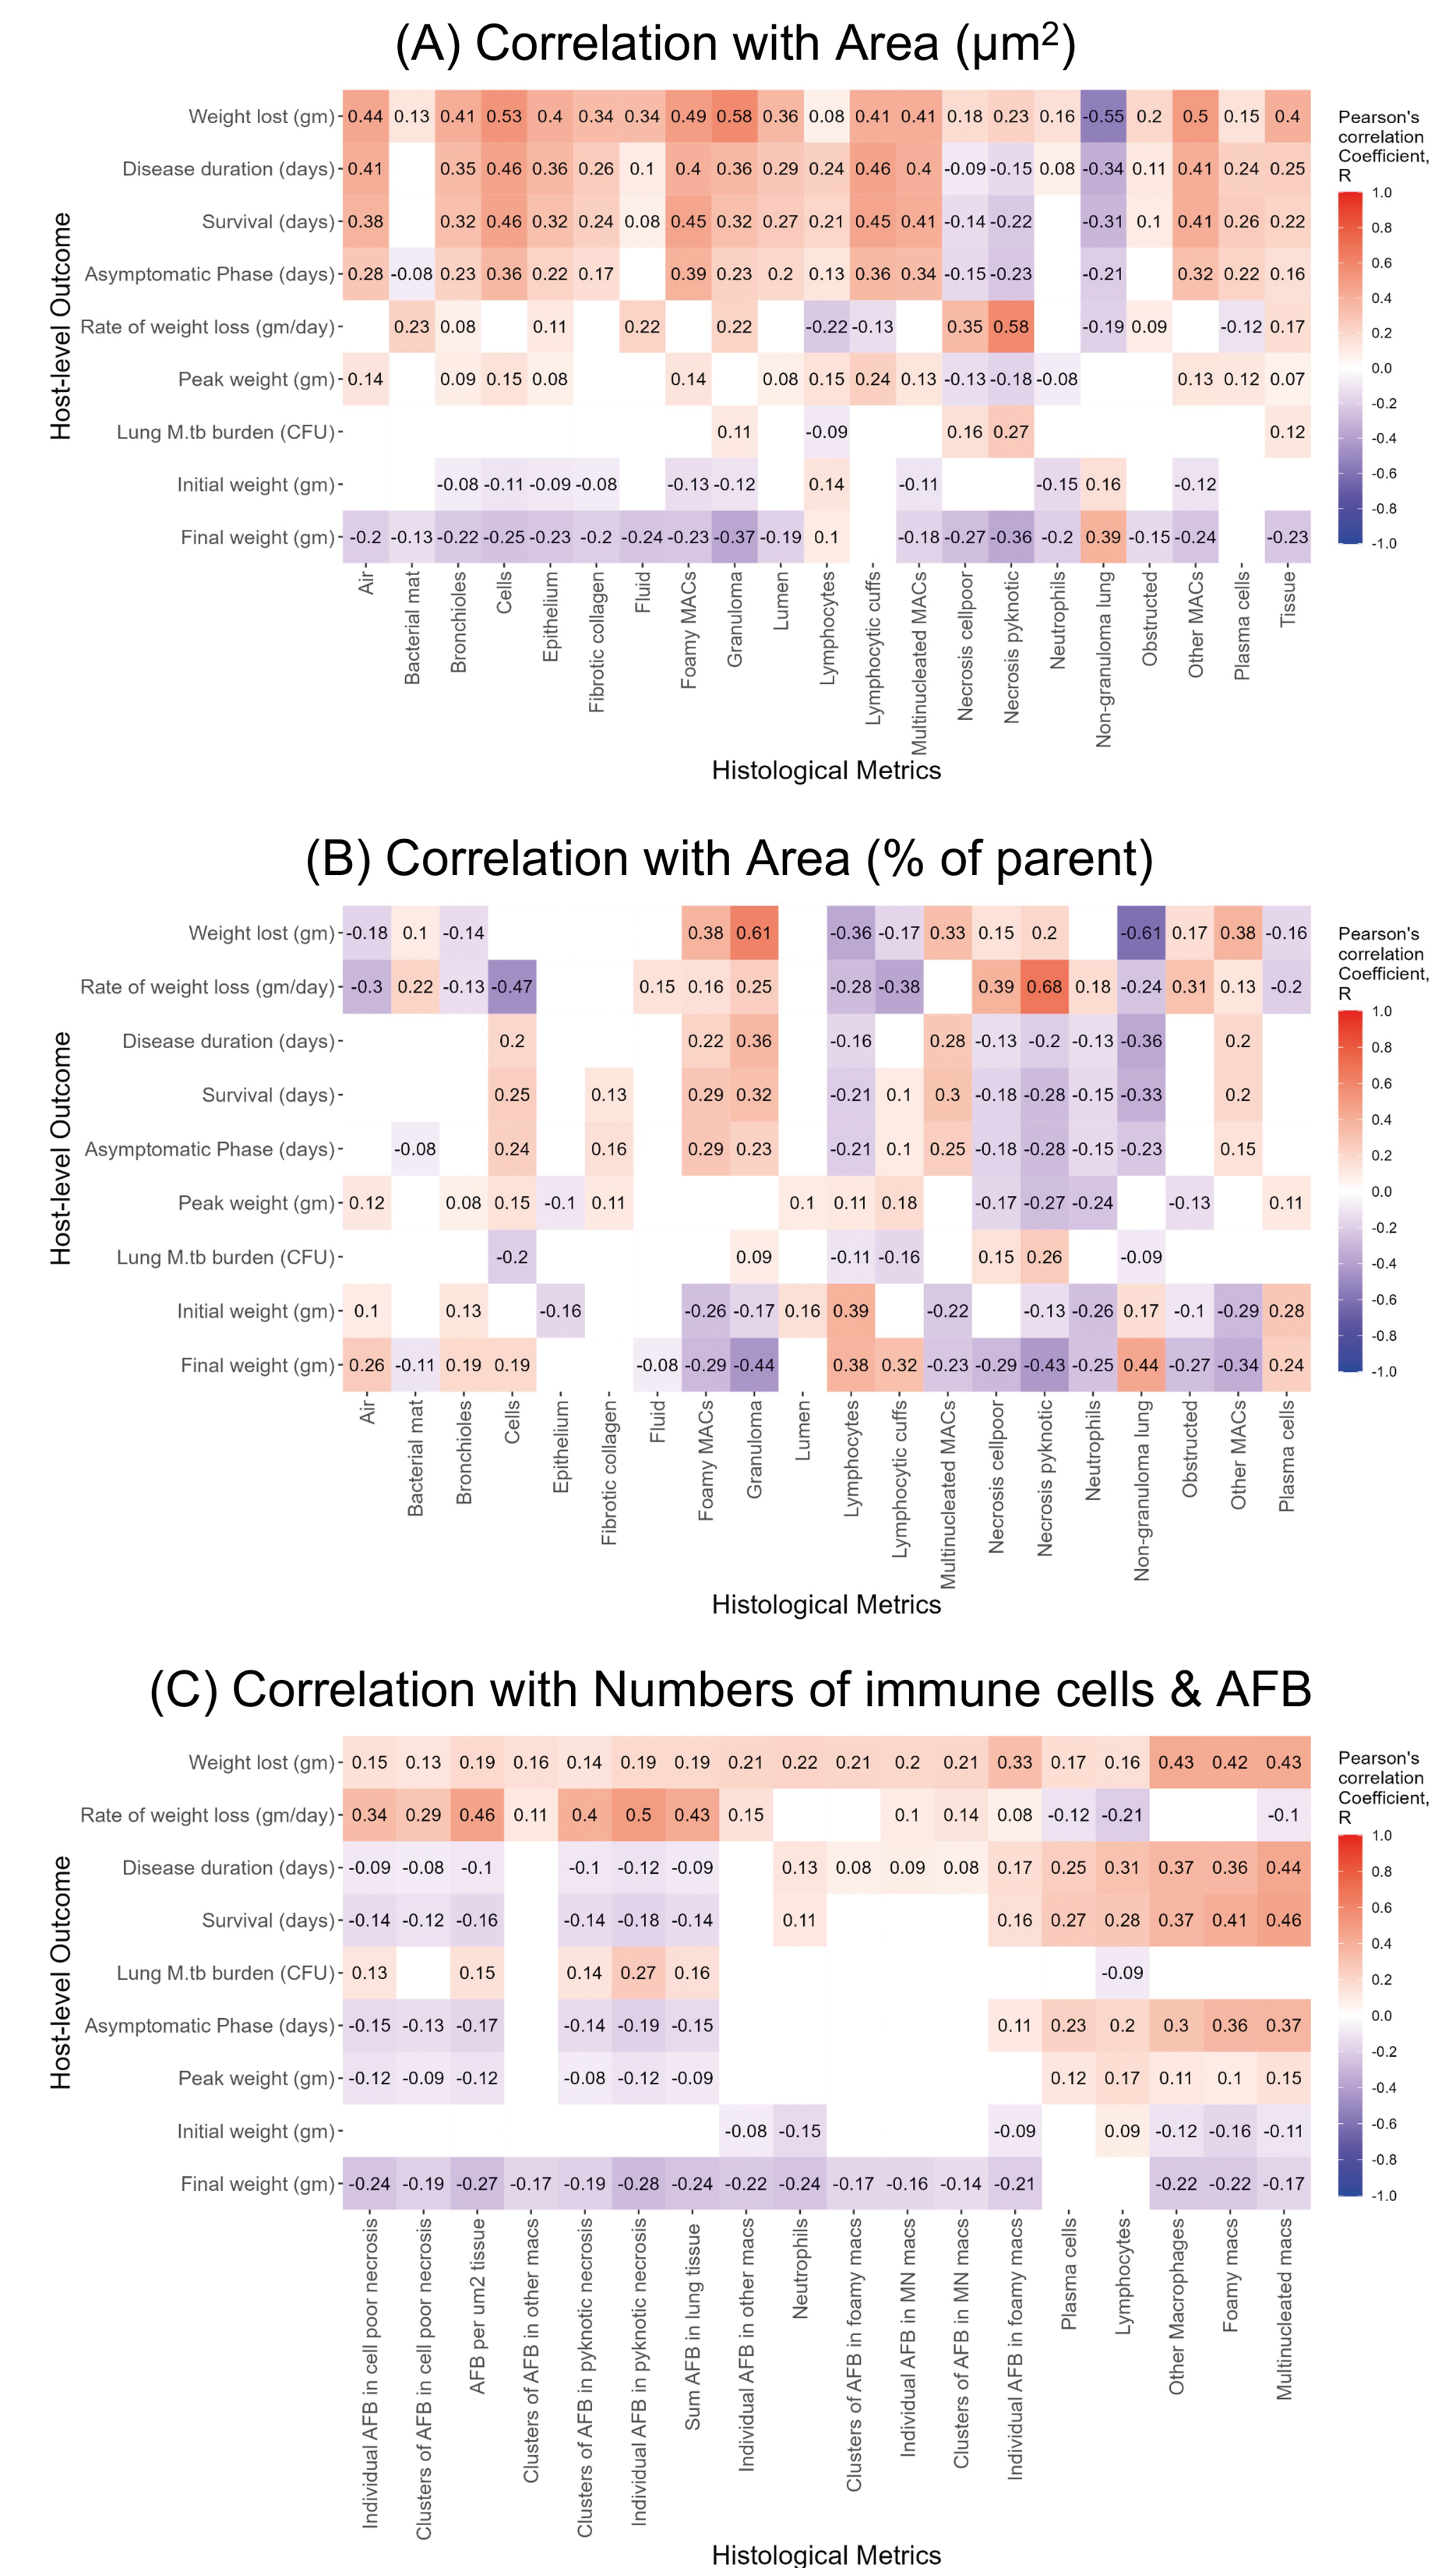 (A) Correlation with Area (µm²)
Weight lost (gm) 0.44 0.13 0.41 0.53 0.4 0.34 0.34 0.49 0.58 0.36 0.08 0.41 0.41 0.18 0.23 0.16 -0.55 0.2 0.5 0.15 0.4
Disease duration (days) 0.41 0.35 0.46 0.36 0.26 0.1 0.4 0.36 0.29 0.24 0.46 0.4 -0.09 -0.15 0.08 -0.34 0.11 0.41 0.24 0.25
Survival (days) 0.38 0.32 0.46 0.32 0.24 0.08 0.45 0.32 0.27 0.21 0.45 0.41 -0.14 -0.22 -0.31 0.1 0.41 0.26 0.22
Asymptomatic Phase (days) 0.28 -0.08 0.23 0.36 0.22 0.17 0.39 0.23 0.2 0.13 0.36 0.34 -0.15 -0.23 -0.21 0.32 0.22 0.16
Rate of weight loss (gm/day) 0.23 0.08 0.11 0.22 0.22 -0.22 -0.13 0.35 0.58 -0.19 0.09 -0.12 0.17
Peak weight (gm) 0.14 0.09 0.15 0.08 0.14 0.08 0.15 0.24 0.13 -0.13 -0.18 -0.08 0.13 0.12 0.07
Lung M.tb burden (CFU) 0.11 -0.09 0.16 0.27 0.12
Initial weight (gm) -0.08 -0.11 -0.09 -0.08 -0.13 -0.12 0.14 -0.11 -0.15 0.16 -0.12
Final weight (gm) -0.2 -0.13 -0.22 -0.25 -0.23 -0.2 -0.24 -0.23 -0.37 -0.19 0.1 -0.18 -0.27 -0.36 -0.2 0.39 -0.15 -0.24 -0.23
Host-level Outcome
Air
Bacterial mat
Bronchioles
Cells
Epithelium
Fibrotic collagen
Fluid
Foamy MACs
Granuloma
Lumen
Lymphocytes
Lymphocytic cuffs
Multinucleated MACs
Necrosis cellpoor
Necrosis pyknotic
Neutrophils
Non-granuloma lung
Obstructed
Other MACs
Plasma cells
Tissue
Histological Metrics
Pearson's
correlation
Coefficient,
R
1.0
0.8
0.6
0.4
0.2
0.0
-0.2
-0.4
-0.6
-0.8
-1.0
(B) Correlation with Area (% of parent)
Weight lost (gm) -0.18 0.1 -0.14 0.38 0.61 -0.36 -0.17 0.33 0.15 0.2 -0.61 0.17 0.38 -0.16
Rate of weight loss (gm/day) -0.3 0.22 -0.13 -0.47 0.15 0.16 0.25 -0.28 -0.38 0.39 0.68 0.18 -0.24 0.31 0.13 -0.2
Disease duration (days) 0.2 0.22 0.36 -0.16 0.28 -0.13 -0.2 -0.13 -0.36 0.2
Survival (days) 0.25 0.13 0.29 0.32 -0.21 0.1 0.3 -0.18 -0.28 -0.15 -0.33 0.2
Asymptomatic Phase (days) -0.08 0.24 0.16 0.29 0.23 -0.21 0.1 0.25 -0.18 -0.28 -0.15 -0.23 0.15
Peak weight (gm) 0.12 0.08 0.15 -0.1 0.11 0.1 0.11 0.18 -0.17 -0.27 -0.24 -0.13 0.11
Lung M.tb burden (CFU) -0.2 0.09 -0.11 -0.16 0.15 0.26 -0.09
Initial weight (gm) 0.1 0.13 -0.16 -0.26 -0.17 0.16 0.39 -0.22 -0.13 -0.26 0.17 -0.1 -0.29 0.28
Final weight (gm) 0.26 -0.11 0.19 0.19 -0.08 -0.29 -0.44 0.38 0.32 -0.23 -0.29 -0.43 -0.25 0.44 -0.27 -0.34 0.24
Host-level Outcome
Air
Bacterial mat
Bronchioles
Cells
Epithelium
Fibrotic collagen
Fluid
Foamy MACs
Granuloma
Lumen
Lymphocytes
Lymphocytic cuffs
Multinucleated MACs
Necrosis cellpoor
Necrosis pyknotic
Neutrophils
Non-granuloma lung
Obstructed
Other MACs
Plasma cells
Histological Metrics
Pearson's
correlation
Coefficient,
R
1.0
0.8
0.6
0.4
0.2
0.0
-0.2
-0.4
-0.6
-0.8
-1.0
(C) Correlation with Numbers of immune cells & AFB
Weight lost (gm) 0.15 0.13 0.19 0.16 0.14 0.19 0.19 0.21 0.22 0.21 0.2 0.21 0.33 0.17 0.16 0.43 0.42 0.43
Rate of weight loss (gm/day) 0.34 0.29 0.46 0.11 0.4 0.5 0.43 0.15 0.1 0.14 0.08 -0.12 -0.21 -0.1
Disease duration (days) -0.09 -0.08 -0.1 -0.1 -0.12 -0.09 0.13 0.08 0.09 0.08 0.17 0.25 0.31 0.37 0.36 0.44
Survival (days) -0.14 -0.12 -0.16 -0.14 -0.18 -0.14 0.11 0.16 0.27 0.28 0.37 0.41 0.46
Lung M.tb burden (CFU) 0.13 0.15 0.14 0.27 0.16 -0.09
Asymptomatic Phase (days) -0.15 -0.13 -0.17 -0.14 -0.19 -0.15 0.11 0.23 0.2 0.3 0.36 0.37
Peak weight (gm) -0.12 -0.09 -0.12 -0.08 -0.12 -0.09 0.12 0.17 0.11 0.1 0.15
Initial weight (gm) -0.08 -0.15 -0.09 0.09 -0.12 -0.16 -0.11
Final weight (gm) -0.24 -0.19 -0.27 -0.17 -0.19 -0.28 -0.24 -0.22 -0.24 -0.17 -0.16 -0.14 -0.21 -0.22 -0.22 -0.17
Host-level Outcome
Individual AFB in cell poor necrosis
Clusters of AFB in cell poor necrosis
AFB per um2 tissue
Clusters of AFB in other macs
Clusters of AFB in pyknotic necrosis
Individual AFB in pyknotic necrosis
Sum AFB in lung tissue
Individual AFB in other macs
Neutrophils
Clusters of AFB in foamy macs
Individual AFB in MN macs
Clusters of AFB in MN macs
Individual AFB in foamy macs
Plasma cells
Lymphocytes
Other Macrophages
Foamy macs
Multinucleated macs
Histological Metrics
Pearson's
correlation
Coefficient,
R
1.0
0.8
0.6
0.4
0.2
0.0
-0.2
-0.4
-0.6
-0.8
-1.0